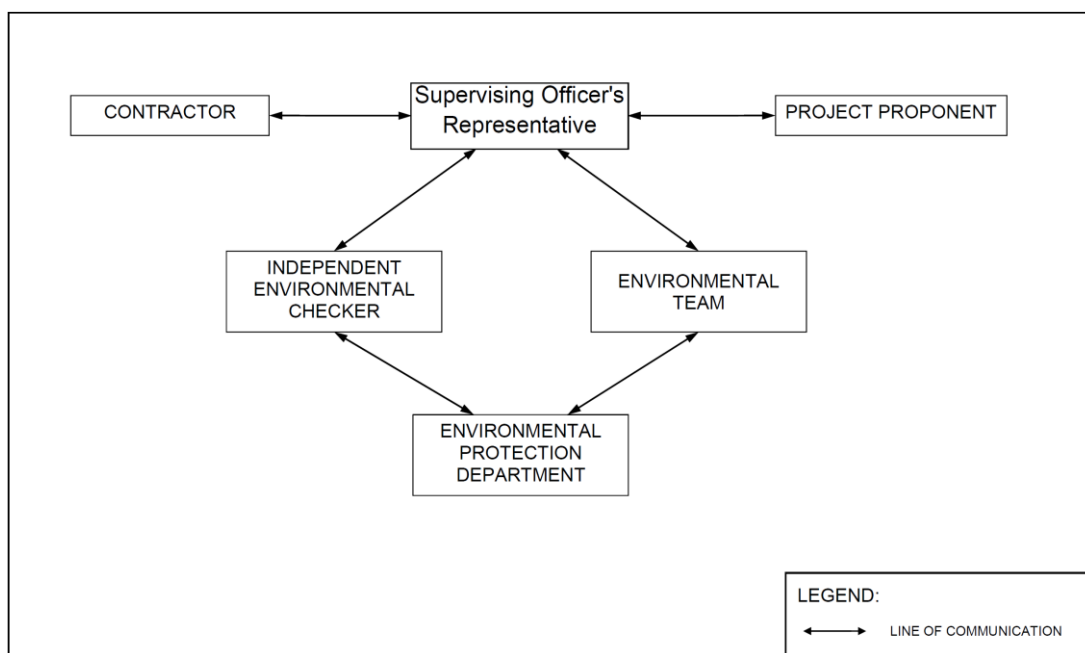 CONTRACTOR
Supervising Officer's
Representative
PROJECT PROPONENT
INDEPENDENT
ENVIRONMENTAL
CHECKER
ENVIRONMENTAL
TEAM
ENVIRONMENTAL
PROTECTION
DEPARTMENT
LEGEND:
LINE OF COMMUNICATION